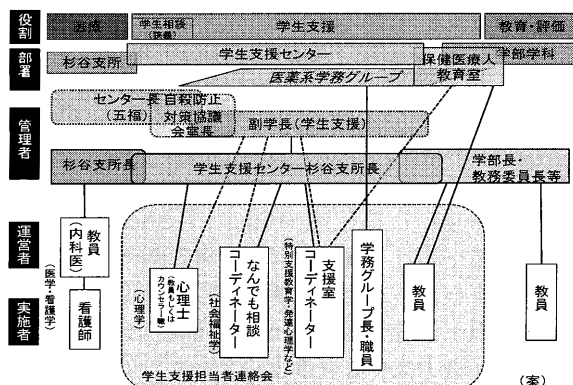 役割
医療
学生相談
(狭義)
学生支援
教育・評価
部署
杉谷支所
学生支援センター
医薬系学務グループ
保健医療人
教育室
学部学科
管理者
センター長
(五福)
自殺防止
対策協議
会室長
副学長(学生支援)
杉谷支所長
学生支援センター杉谷支所長
学部長・
教務委員長等
運営者
実施者
教員
(内科医)
看護師
(医学・看護学)
心理士
(教員もしくは
カウンセラー職)
(心理学)
なんでも相談
コーディネーター
(社会福祉学)
支援室
コーディネーター
(特別支援教育学・発達心理学など)
学務グループ長・職員
教員
教員
学生支援担当者連絡会
(案)